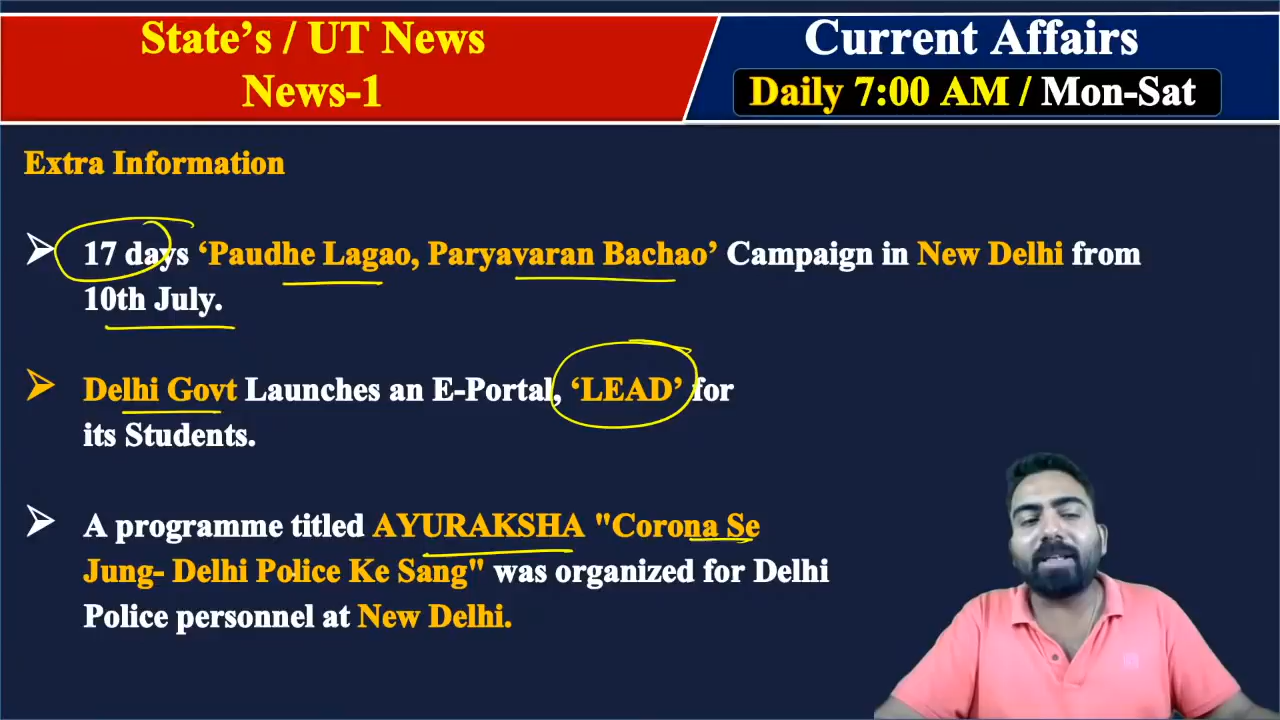 State's / UT News
News-1
Current Affairs
Daily 7:00 AM / Mon-Sat
Extra Information
17 days ‘Paudhe Lagao, Paryavaran Bachao’ Campaign in New Delhi from
10th July.
Delhi Govt Launches an E-Portal, ‘LEAD’ for
its Students.
A programme titled AYURAKSHA "Corona Se
Jung- Delhi Police Ke Sang" was organized for Delhi
Police personnel at New Delhi.